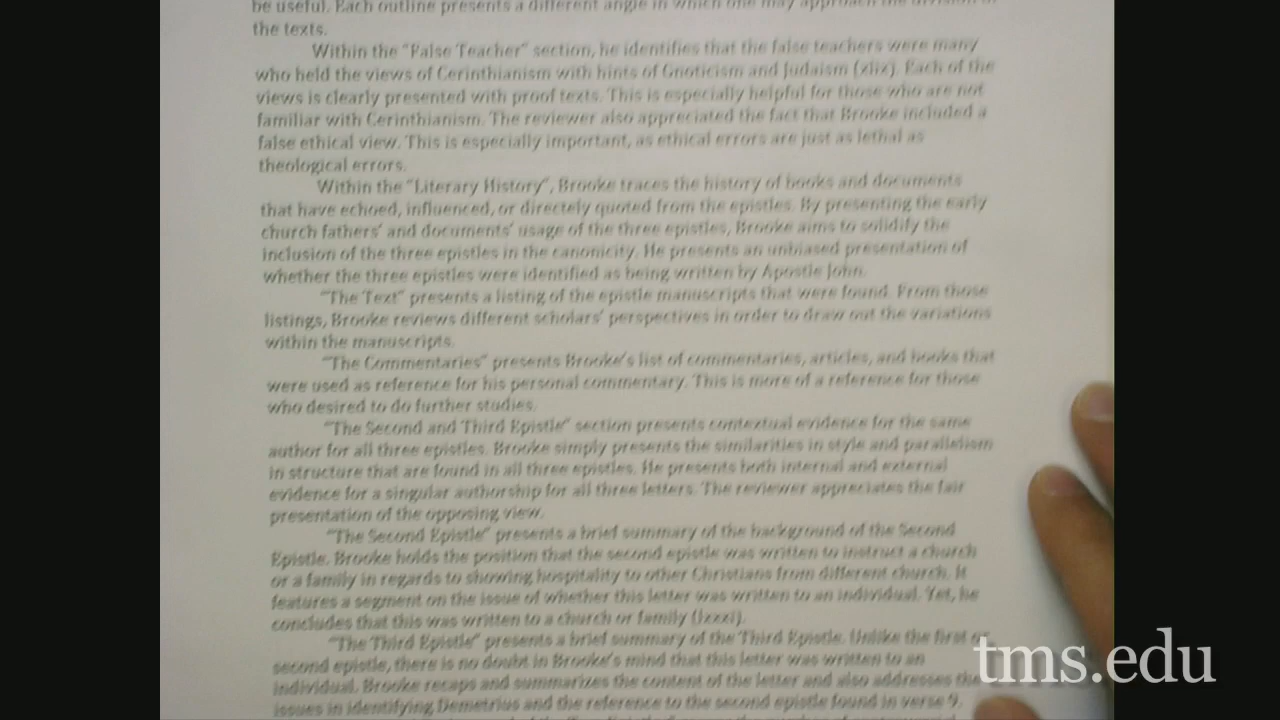 be useful. Each outline presents a different angle in which one may approach the division of
the texts.
Within the "False Teacher" section, he identifies that the false teachers were many
who held the views of Cerinthianism with hints of Gnoticism and Judaism (xlix). Each of the
views is clearly presented with proof texts. This is especially helpful for those who are not
familiar with Cerinthianism. The reviewer also appreciated the fact that Brooke included a
false ethical view. This is especially important, as ethical errors are just as lethal as
theological errors.
Within the "Literary History", Brooke traces the history of books and documents
that have echoed, influenced, or directely quoted from the epistles. By presenting the early
church fathers' and documents' usage of the three epistles, Brooke aims to solidify the
inclusion of the three epistles in the canonicity. He presents an unbiased presentation of
whether the three epistles were identified as being written by Apostle John.
"The Text" presents a listing of the epistle manuscripts that were found. From those
listings, Brooke reviews different scholars' perspectives in order to draw out the variations
within the manuscripts.
"The Commentaries" presents Brooke's list of commentaries, articles, and books that
were used as reference for his personal commentary. This is more of a reference for those
who desired to do further studies.
"The Second and Third Epistle" section presents contextual evidence for the same
author for all three epistles. Brooke simply presents the similarities in style and parallelism
in structure that are found in all three epistles. He presents both internal and external
evidence for a singular authorship for all three letters. The reviewer appreciates the fair
presentation of the opposing view.
"The Second Epistle" presents a brief summary of the background of the Second
Epistle. Brooke holds the position that the second epistle was written to instruct a church
or a family in regards to showing hospitality to other Christians from different church. It
features a segment on the issue of whether this letter was written to an individual. Yet, he
concludes that this was written to a church or family (lxxxi).
"The Third Epistle" presents a brief summary of the Third Epistle. Unlike the first or
second epistle, there is no doubt in Brooke's mind that this letter was written to an
individual. Brooke recaps and summarizes the content of the letter and also addresses the
issues in identifying Demetrius and the reference to the second epistle found in verse 9.
tms.edu